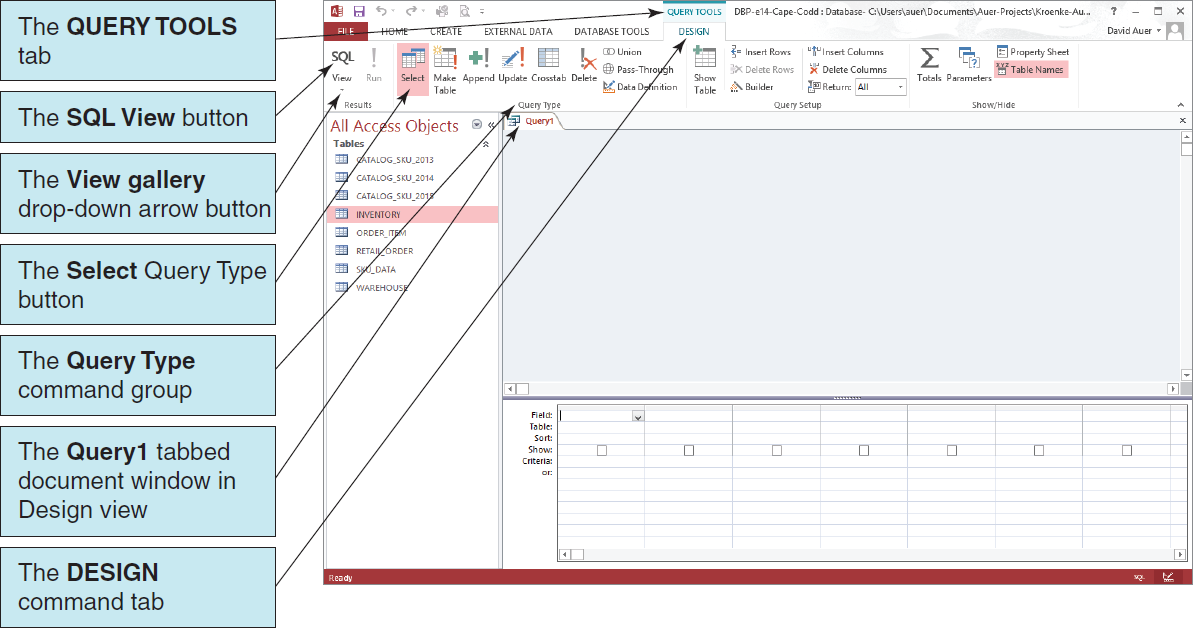 The QUERY TOOLS
tab
The SQL View button
The View gallery
drop-down arrow button
The Select Query Type
button
The Query Type
command group
The Query1 tabbed
document window in
Design view
The DESIGN
command tab
QUERY TOOLS
DBP-e14-Cape-Codd : Database- C:\Users\auer\Documents\Auer-Projects\Kroenke-Au...
?
FILE
HOME
CREATE
EXTERNAL DATA
DATABASE TOOLS
DESIGN
David Auer
SQL
View
Run
Results
Select
Make
Table
Append
Update
Crosstab
Delete
Union
Pass-Through
Data Definition
Query Type
Show
Table
Insert Rows
Delete Rows
Builder
Insert Columns
Delete Columns
Return: All
Query Setup
Totals
Parameters
Property Sheet
Table Names
Show/Hide
All Access Objects
Tables
CATALOG_SKU_2013
CATALOG_SKU_2014
CATALOG_SKU_2015
INVENTORY
ORDER_ITEM
RETAIL_ORDER
SKU_DATA
WAREHOUSE
Query1
Field:
Table:
Sort:
Show:
Criteria:
or:
Ready
SQL